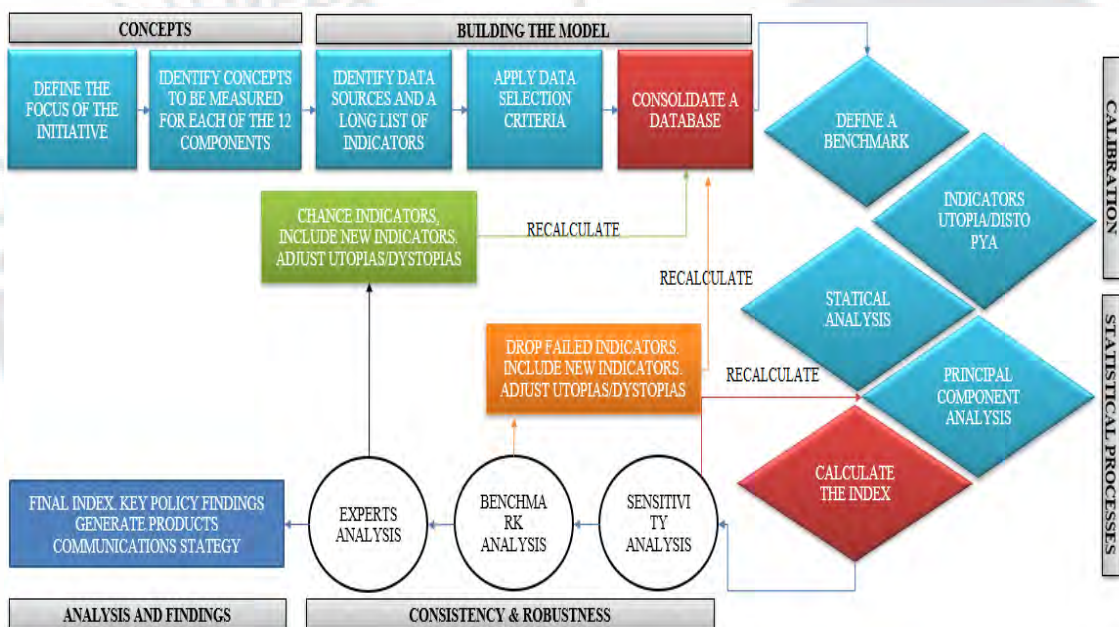 CONCEPTS
BUILDING THE MODEL
DEFINE THE
FOCUS OF THE
INITIATIVE
IDENTIFY CONCEPTS
TO BE MEASURED
FOR EACH OF THE 12
COMPONENTS
IDENTIFY DATA
SOURCES AND A
LONG LIST OF
INDICATORS
APPLY DATA
SELECTION
CRITERIA
CONSOLIDATE A
DATABASE
DEFINE A
BENCHMARK
CALIBRATION
INDICATORS
UTOPIA/DISTO
PYA
CHANCE INDICATORS,
INCLUDE NEW INDICATORS.
ADJUST UTOPIAS/DYSTOPIAS
RECALCULATE
RECALCULATE
STATICAL
ANALYSIS
STATISTICAL PROCESSES
DROP FAILED INDICATORS.
INCLUDE NEW INDICATORS.
ADJUST UTOPIAS/DYSTOPIAS
RECALCULATE
PRINCIPAL
COMPONENT
ANALYSIS
CALCULATE
THE INDEX
FINAL INDEX. KEY POLICY FINDINGS
GENERATE PRODUCTS
COMMUNICATIONS STATEGY
EXPERTS
ANALYSIS
BENCHMA
RK
ANALYSIS
SENSITIVI
TY
ANALYSIS
ANALYSIS AND FINDINGS
CONSISTENCY & ROBUSTNESS